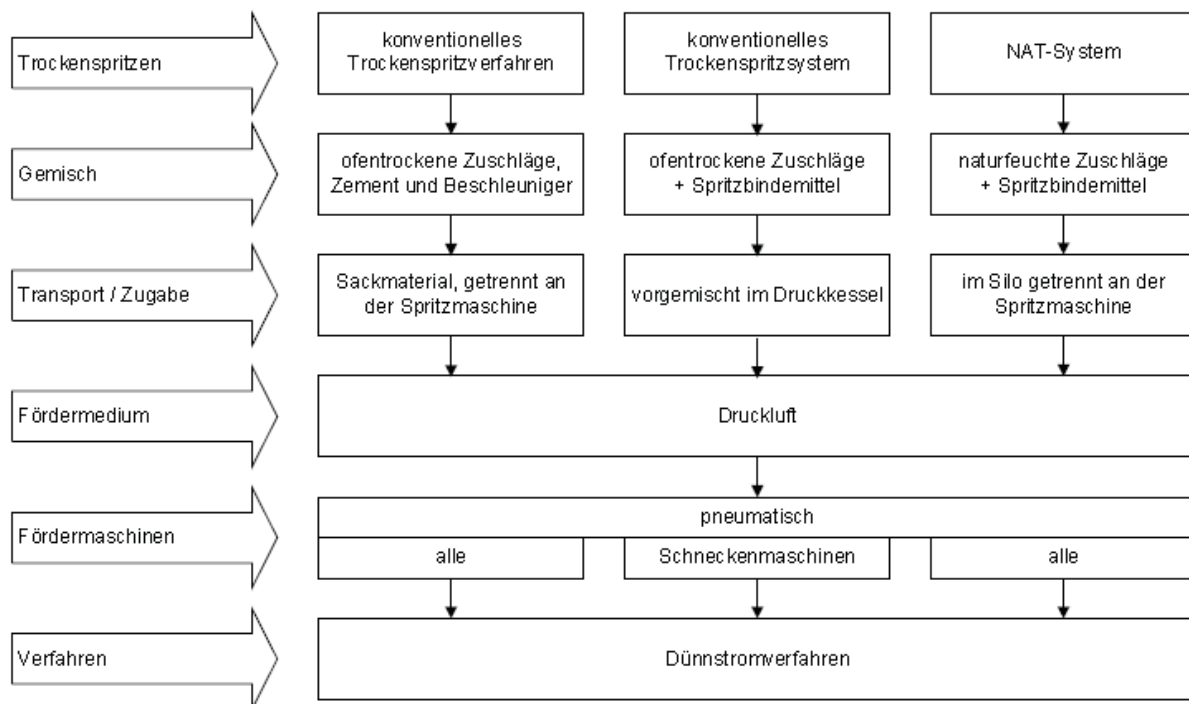 Trockenspritzen
konventionelles
Trockenspritzverfahren
konventionelles
Trockenspritzsystem
NAT-System
Gemisch
ofentrockene Zuschläge,
Zement und Beschleuniger
ofentrockene Zuschläge
+ Spritzbindemittel
naturfeuchte Zuschläge
+ Spritzbindemittel
Transport / Zugabe
Sackmaterial, getrennt an
der Spritzmaschine
vorgemischt im Druckkessel
im Silo getrennt an der
Spritzmaschine
Fördermedium
Druckluft
Fördermaschinen
pneumatisch
alle
Schneckenmaschinen
alle
Verfahren
Dünnstromverfahren